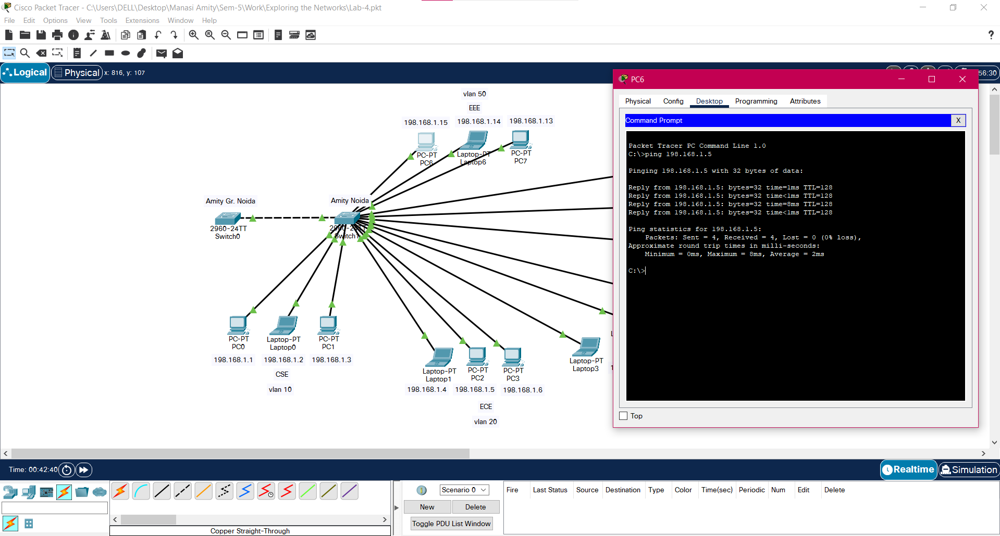 Cisco Packet Tracer - C:\Users\DELL\Desktop\Manasi Amity\Sem-5\Work\Exploring the Networks\Lab-4.pkt
File Edit Options View Tools Extensions Window Help
?
Logical Physical x: 816, y: 107
56:30
vlan 50
EEE
198.168.1.15 198.168.1.14 198.168.1.13
PC-PT
PC6
Laptop-PT
Laptop6
PC-PT
PC7
Amity Gr. Noida
2960-24TT
Switch0
Amity Noida
2960-24TT
Switch1
PC-PT
PC0
Laptop-PT
Laptop0
PC-PT
PC1
198.168.1.1 198.168.1.2 198.168.1.3
CSE
vlan 10
Laptop-PT
Laptop1
PC-PT
PC2
PC-PT
PC3
198.168.1.4 198.168.1.5 198.168.1.6
ECE
vlan 20
Laptop-PT
Laptop3
PC6
Physical Config Desktop Programming Attributes
Command Prompt X
Packet Tracer PC Command Line 1.0
C:\>ping 198.168.1.5
Pinging 198.168.1.5 with 32 bytes of data:
Reply from 198.168.1.5: bytes=32 time=1ms TTL=128
Reply from 198.168.1.5: bytes=32 time<1ms TTL=128
Reply from 198.168.1.5: bytes=32 time=8ms TTL=128
Reply from 198.168.1.5: bytes=32 time<1ms TTL=128
Ping statistics for 198.168.1.5:
Packets: Sent = 4, Received = 4, Lost = 0 (0% loss),
Approximate round trip times in milli-seconds:
Minimum = 0ms, Maximum = 8ms, Average = 2ms
C:\>
Top
Time: 00:42:40
Realtime Simulation
Scenario 0
New Delete
Toggle PDU List Window
Fire Last Status Source Destination Type Color Time(sec) Periodic Num Edit Delete
Copper Straight-Through